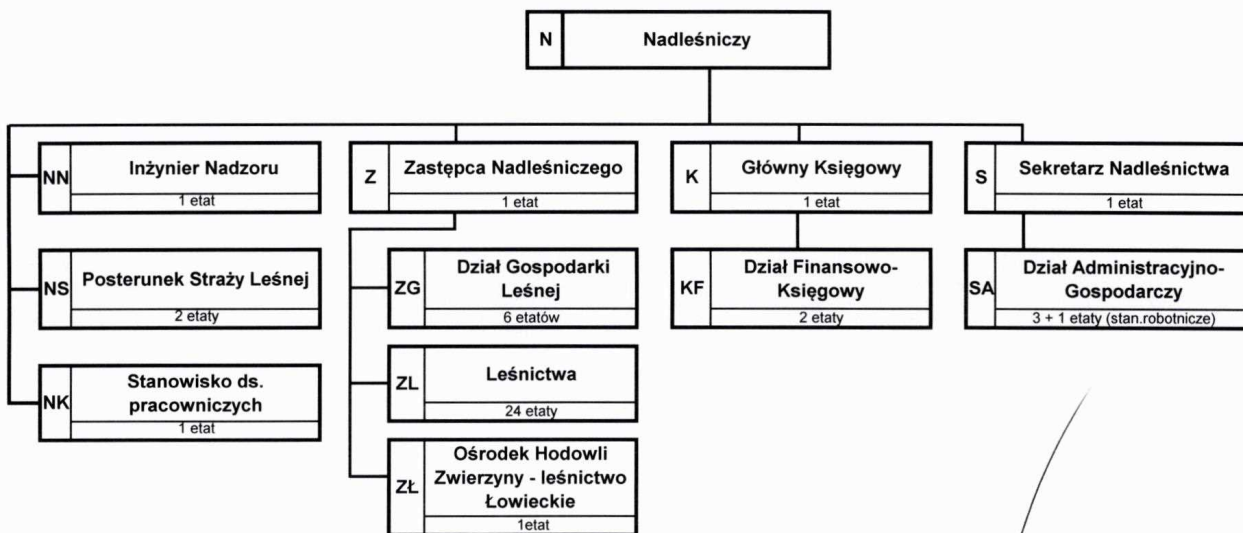 N
Nadleśniczy
NN
Inżynier Nadzoru
1 etat
Z
Zastępca Nadleśniczego
1 etat
K
Główny Księgowy
1 etat
S
Sekretarz Nadleśnictwa
1 etat
NS
Posterunek Straży Leśnej
2 etaty
ZG
Dział Gospodarki
Leśnej
6 etatów
KF
Dział Finansowo-
Księgowy
2 etaty
SA
Dział Administracyjno-
Gospodarczy
3 + 1 etaty (stan.robotnicze)
NK
Stanowisko ds.
pracowniczych
1 etat
ZL
Leśnictwa
24 etaty
ZŁ
Ośrodek Hodowli
Zwierzyny - leśnictwo
Łowieckie
1etat